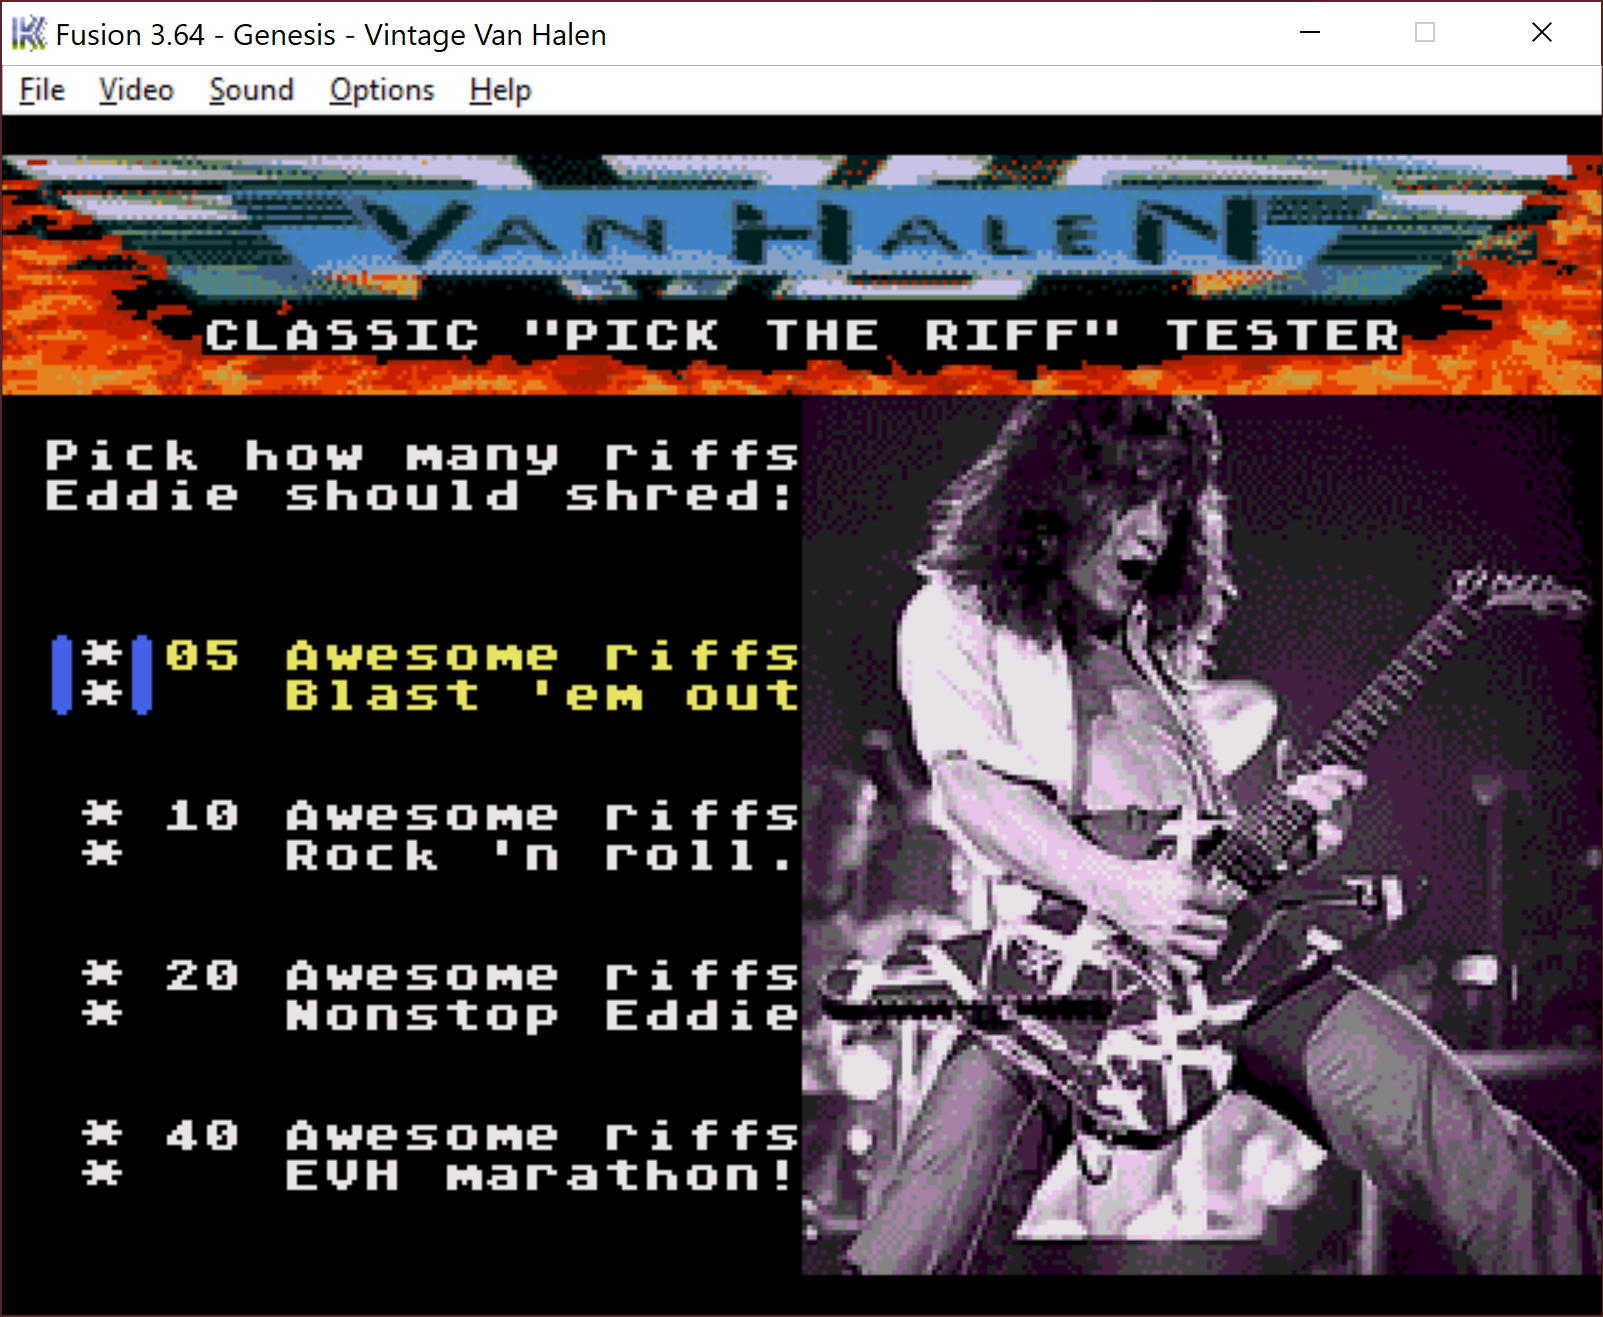 Fusion 3.64 - Genesis - Vintage Van Halen
File Video Sound Options Help
VAN HALEN
CLASSIC "PICK THE RIFF" TESTER
Pick how many riffs
Eddie should shred:
* 05 Awesome riffs
* Blast 'em out
* 10 Awesome riffs
* Rock 'n roll.
* 20 Awesome riffs
* Nonstop Eddie
* 40 Awesome riffs
* EVH marathon!